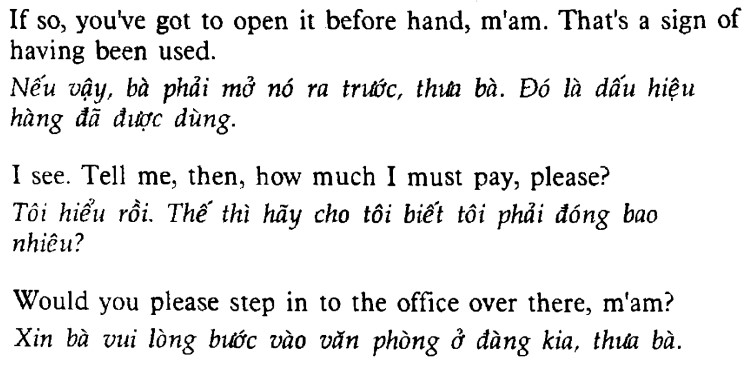 If so, you've got to open it before hand, m'am. That's a sign of
having been used.
Nếu vậy, bà phải mở nó ra trước, thưa bà. Đó là dấu hiệu
hàng đã được dùng.
I see. Tell me, then, how much I must pay, please?
Tôi hiểu rồi. Thế thì hãy cho tôi biết tôi phải đóng bao
nhiêu?
Would you please step in to the office over there, m'am?
Xin bà vui lòng bước vào văn phòng ở đàng kia, thưa bà.